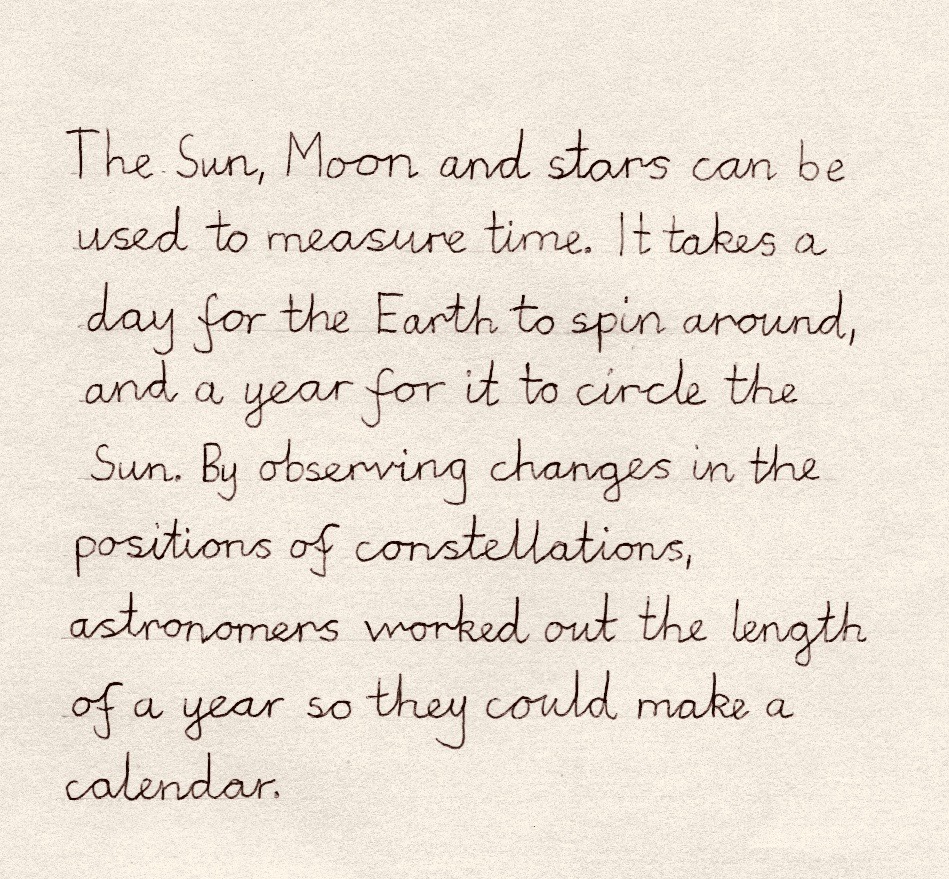 The Sun, Moon and stars can be
used to measure time. It takes a
day for the Earth to spin around,
and a year for it to circle the
Sun. By observing changes in the
positions of constellations,
astronomers worked out the length
of a year so they could make a
calendar.